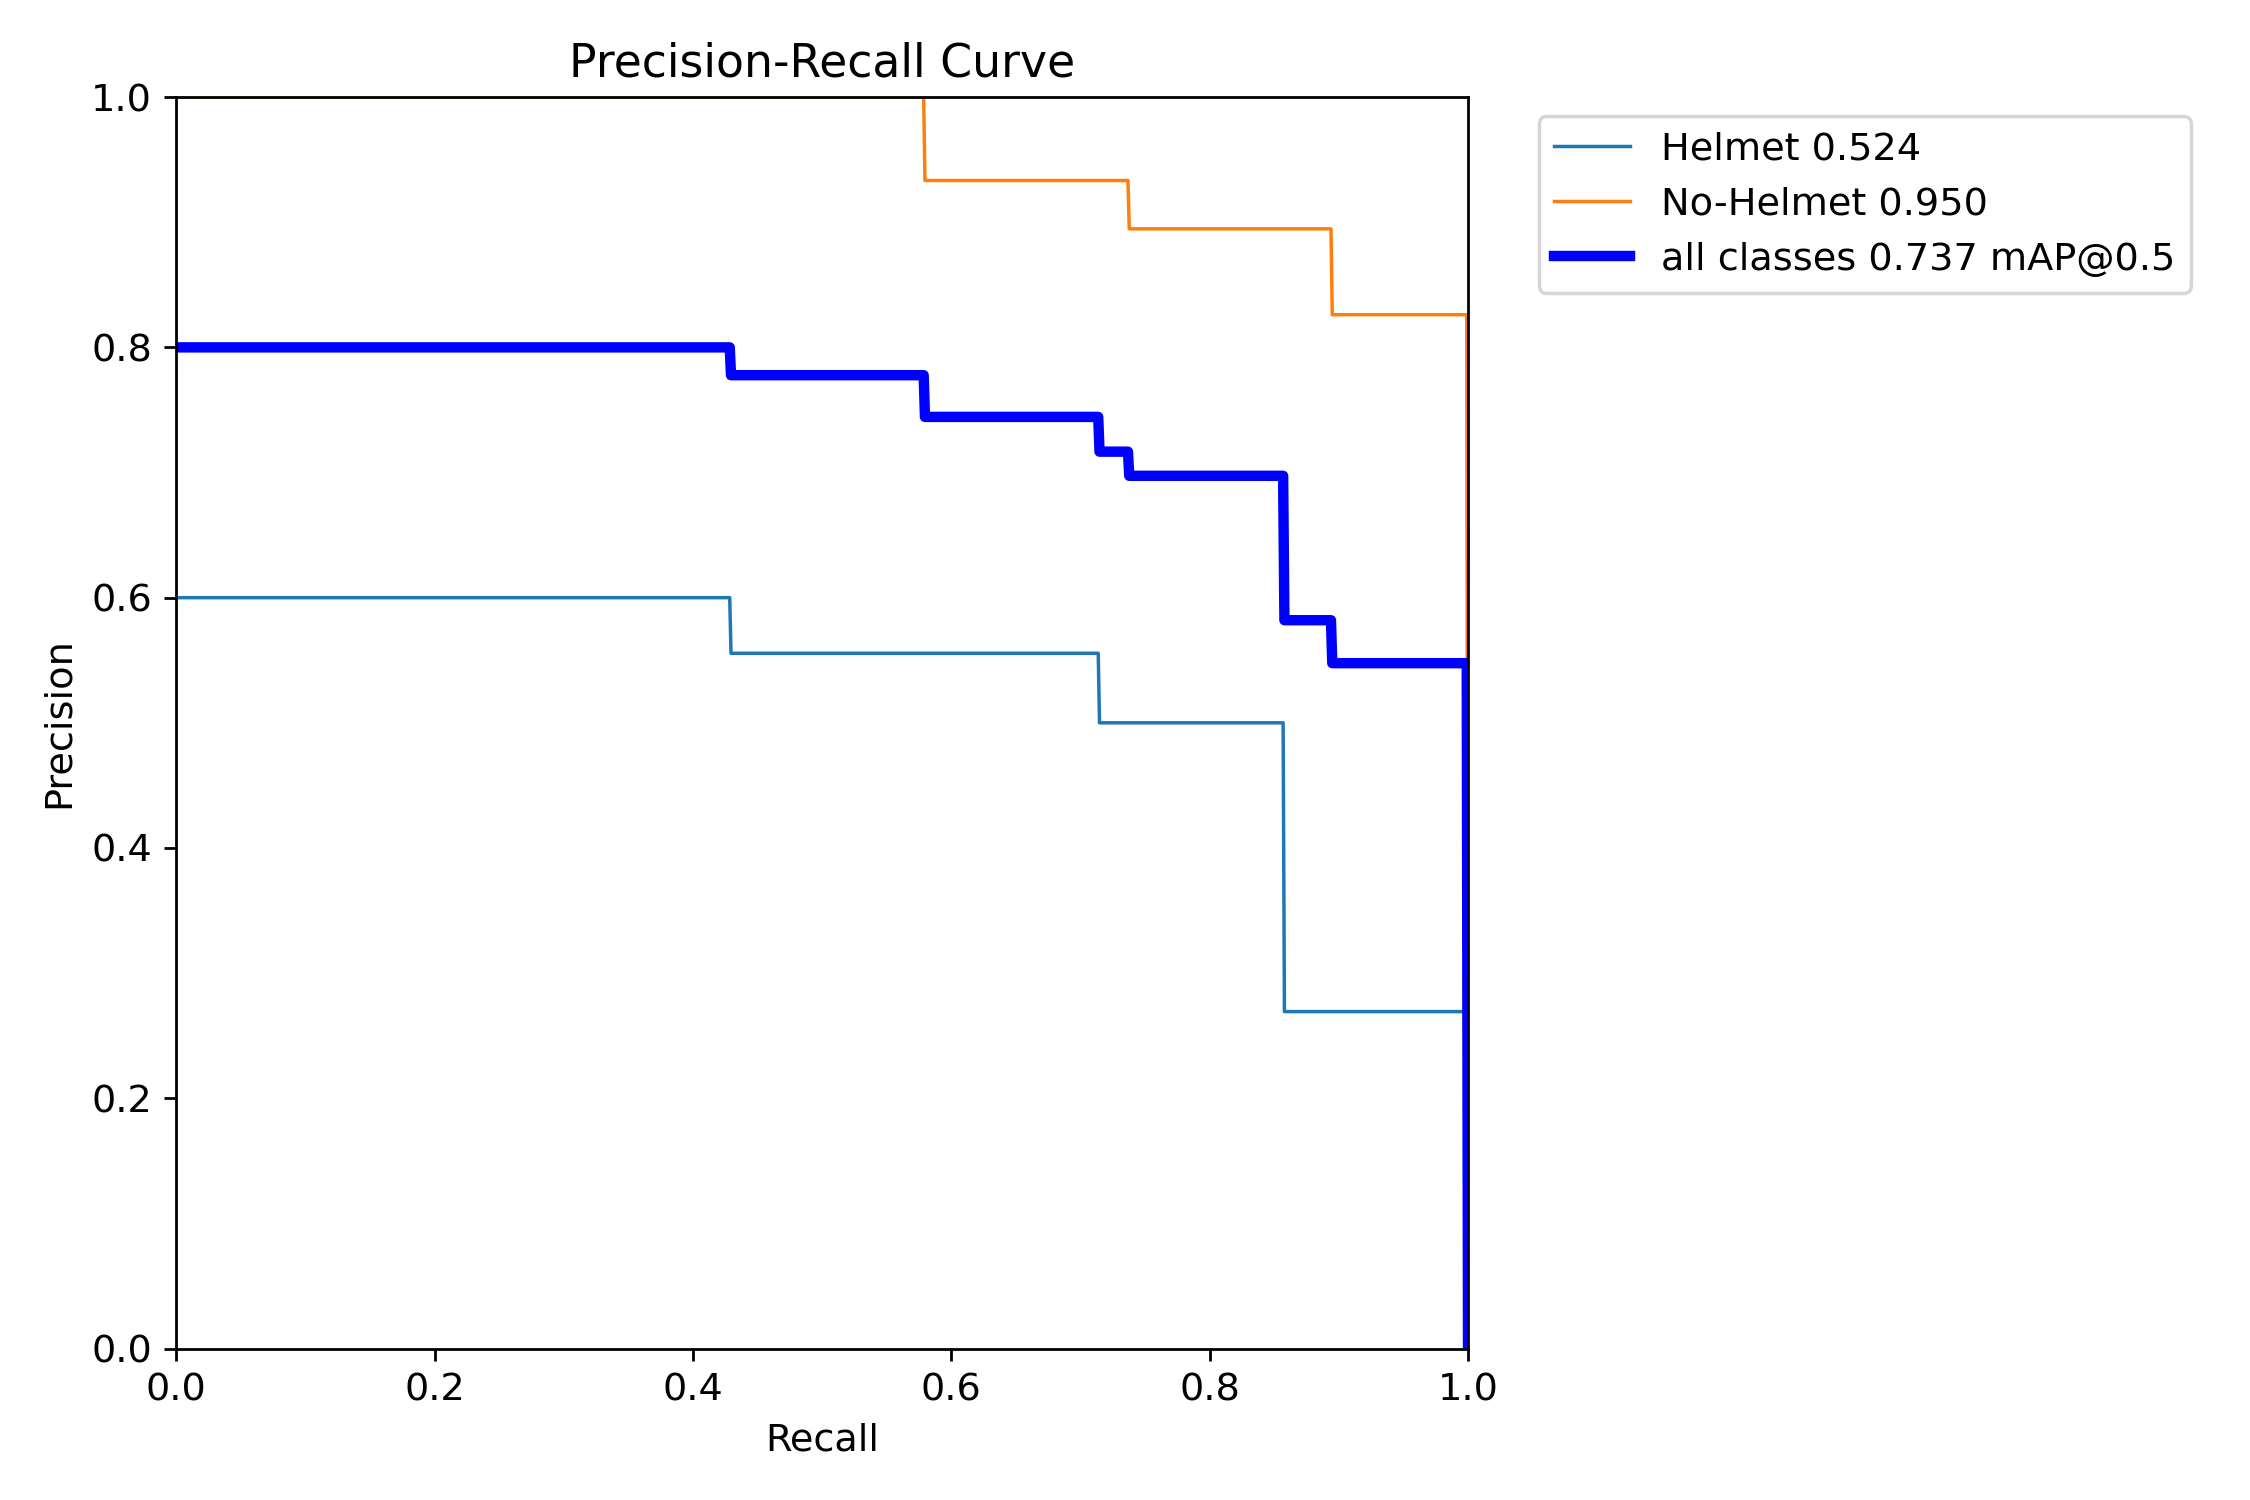 Precision-Recall Curve
1.0
0.8
0.6
0.4
0.2
0.0
Precision
0.0 0.2 0.4 0.6 0.8 1.0
Recall
Helmet 0.524
No-Helmet 0.950
all classes 0.737 mAP@0.5